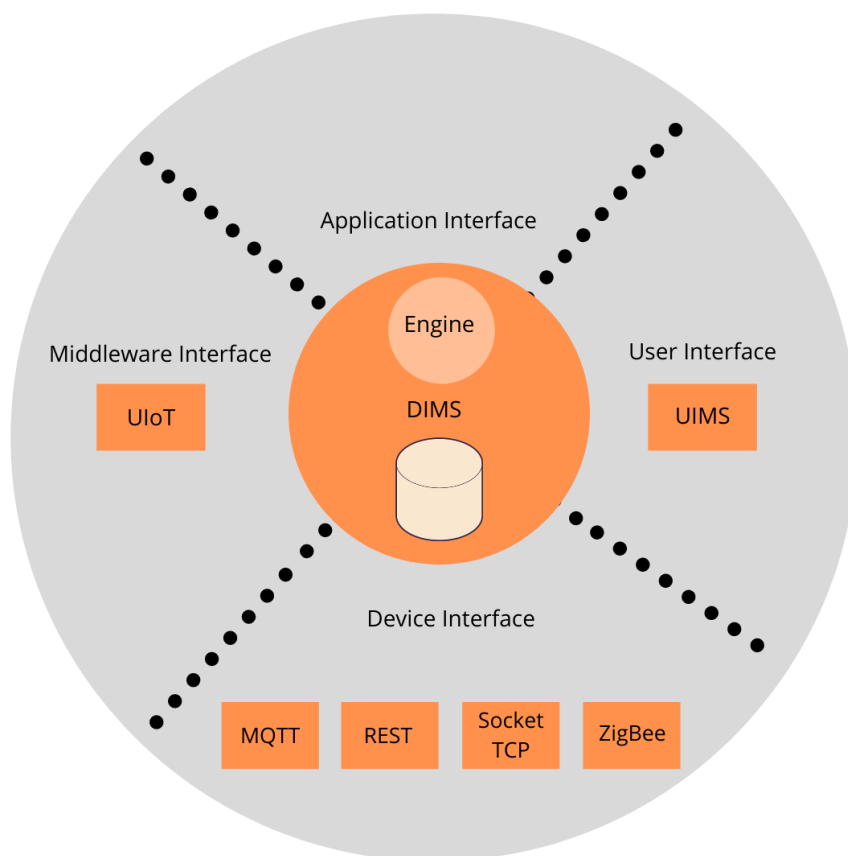 Application Interface
Engine
Middleware Interface
User Interface
DIMS
UIoT
UIMS
Device Interface
MQTT
REST
Socket
TCP
ZigBee